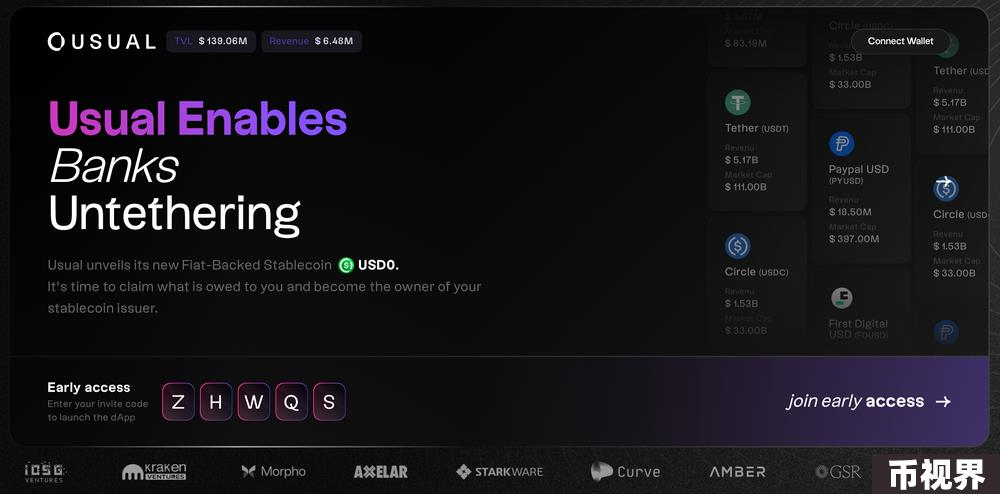 USUAL
TVL $139.06M
Revenue $6.48M
Connect Wallet
Usual Enables
Banks
Untethering
Usual unveils its new Fiat-Backed Stablecoin USD0.
It's time to claim what is owed to you and become the owner of your
stablecoin issuer.
$ 83.19M
Tether (USDT)
Revenu
$ 5.17B
Market Cap
$ 111.00B
Circle (USDC)
Revenu
$ 1.53B
Market Cap
$ 33.00B
Circle (USDC)
Revenu
$ 1.53B
Market Cap
$ 33.00B
Paypal USD
(PYUSD)
Revenu
$ 18.50M
Market Cap
$ 397.00M
First Digital
USD (FDUSD)
Tether (USD
Revenu
$ 5.17B
Market Cap
$ 111.00B
Circle (USD
Revenu
$ 1.53B
Market Cap
$ 33.00B
Early access
Enter your invite code
to launch the dApp
Z H W Q S
join early access →
VENTURES
kraken
VENTURES
Morpho
AXELAR
STARKWARE
Curve
AMBER
GSR
币视界